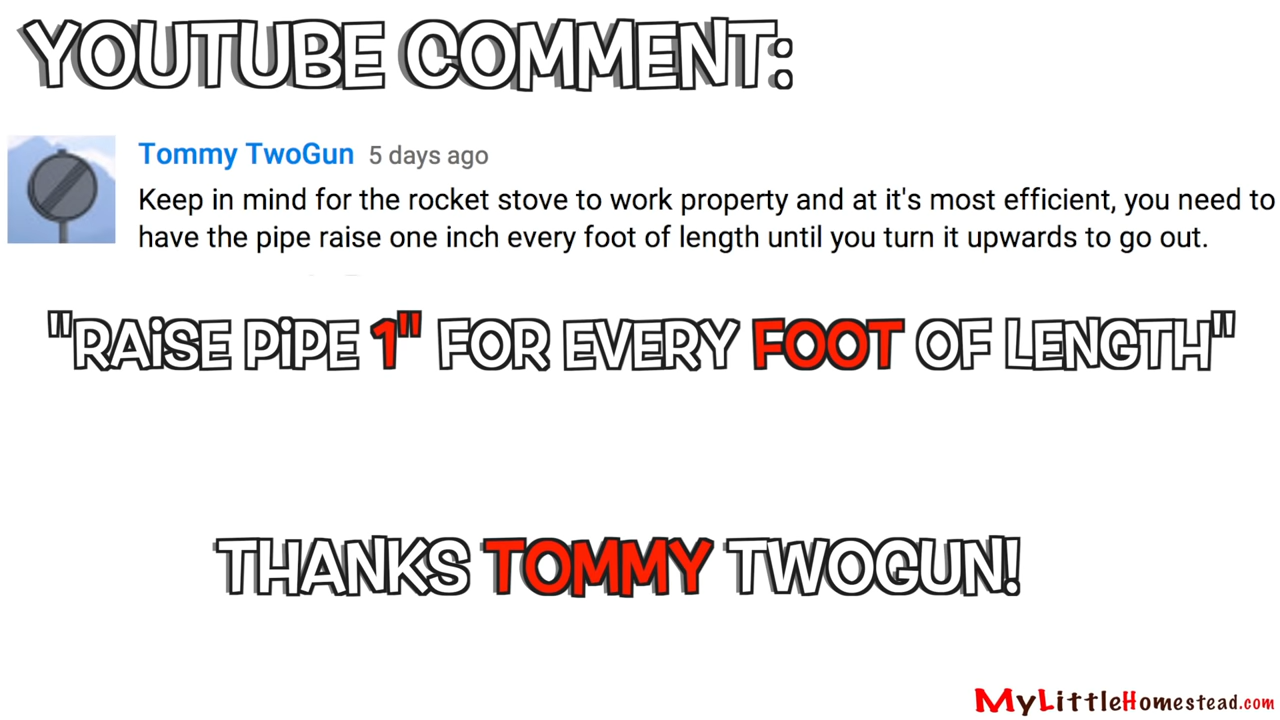 YOUTUBE COMMENT:
Tommy TwoGun 5 days ago
Keep in mind for the rocket stove to work property and at it's most efficient, you need to
have the pipe raise one inch every foot of length until you turn it upwards to go out.
"RAiSE PiPE 1" FOR EVERY FOOT OF LENGTH"
THANKS TOMMY TWOGUN!
MyLittleHomestead.com